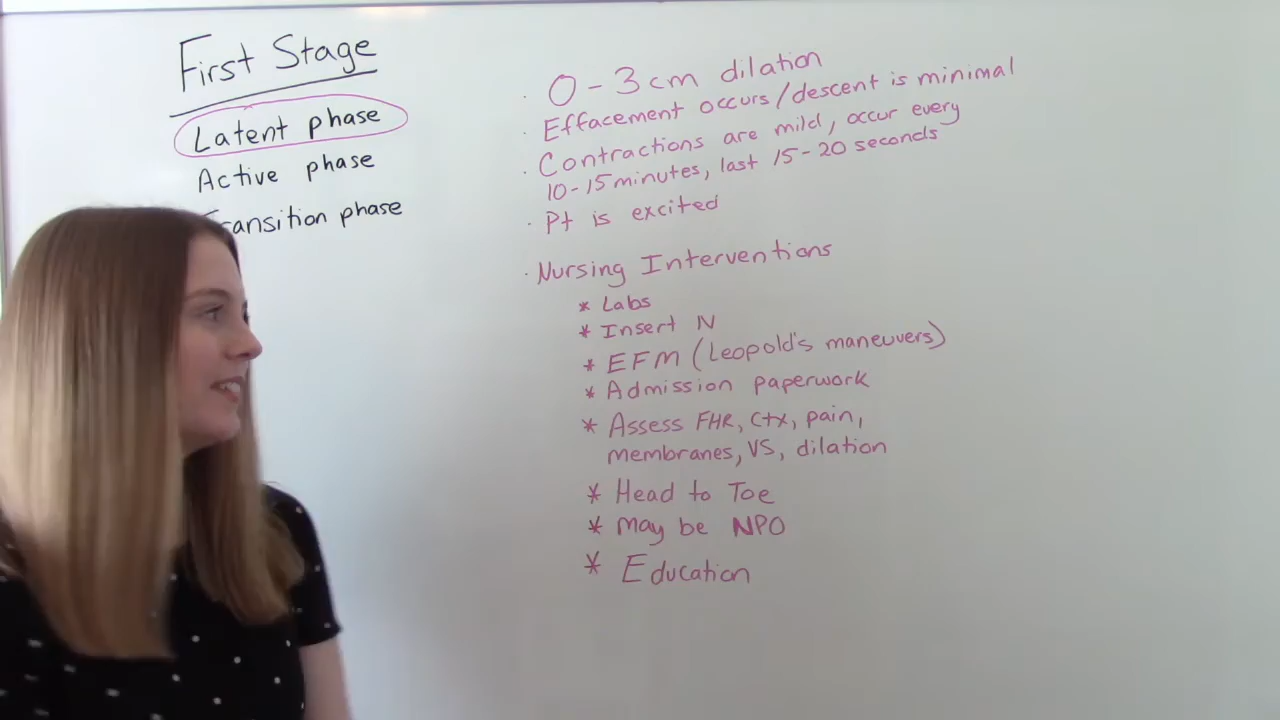 First Stage
Latent phase
Active phase
Transition phase
· 0-3cm dilation
· Effacement occurs/descent is minimal
· Contractions are mild, occur every
10-15 minutes, last 15-20 seconds
· Pt is excited
· Nursing Interventions
* Labs
* Insert IV
* EFM (Leopold's maneuvers)
* Admission paperwork
* Assess FHR, Ctx, pain,
membranes, VS, dilation
* Head to Toe
* May be NPO
* Education